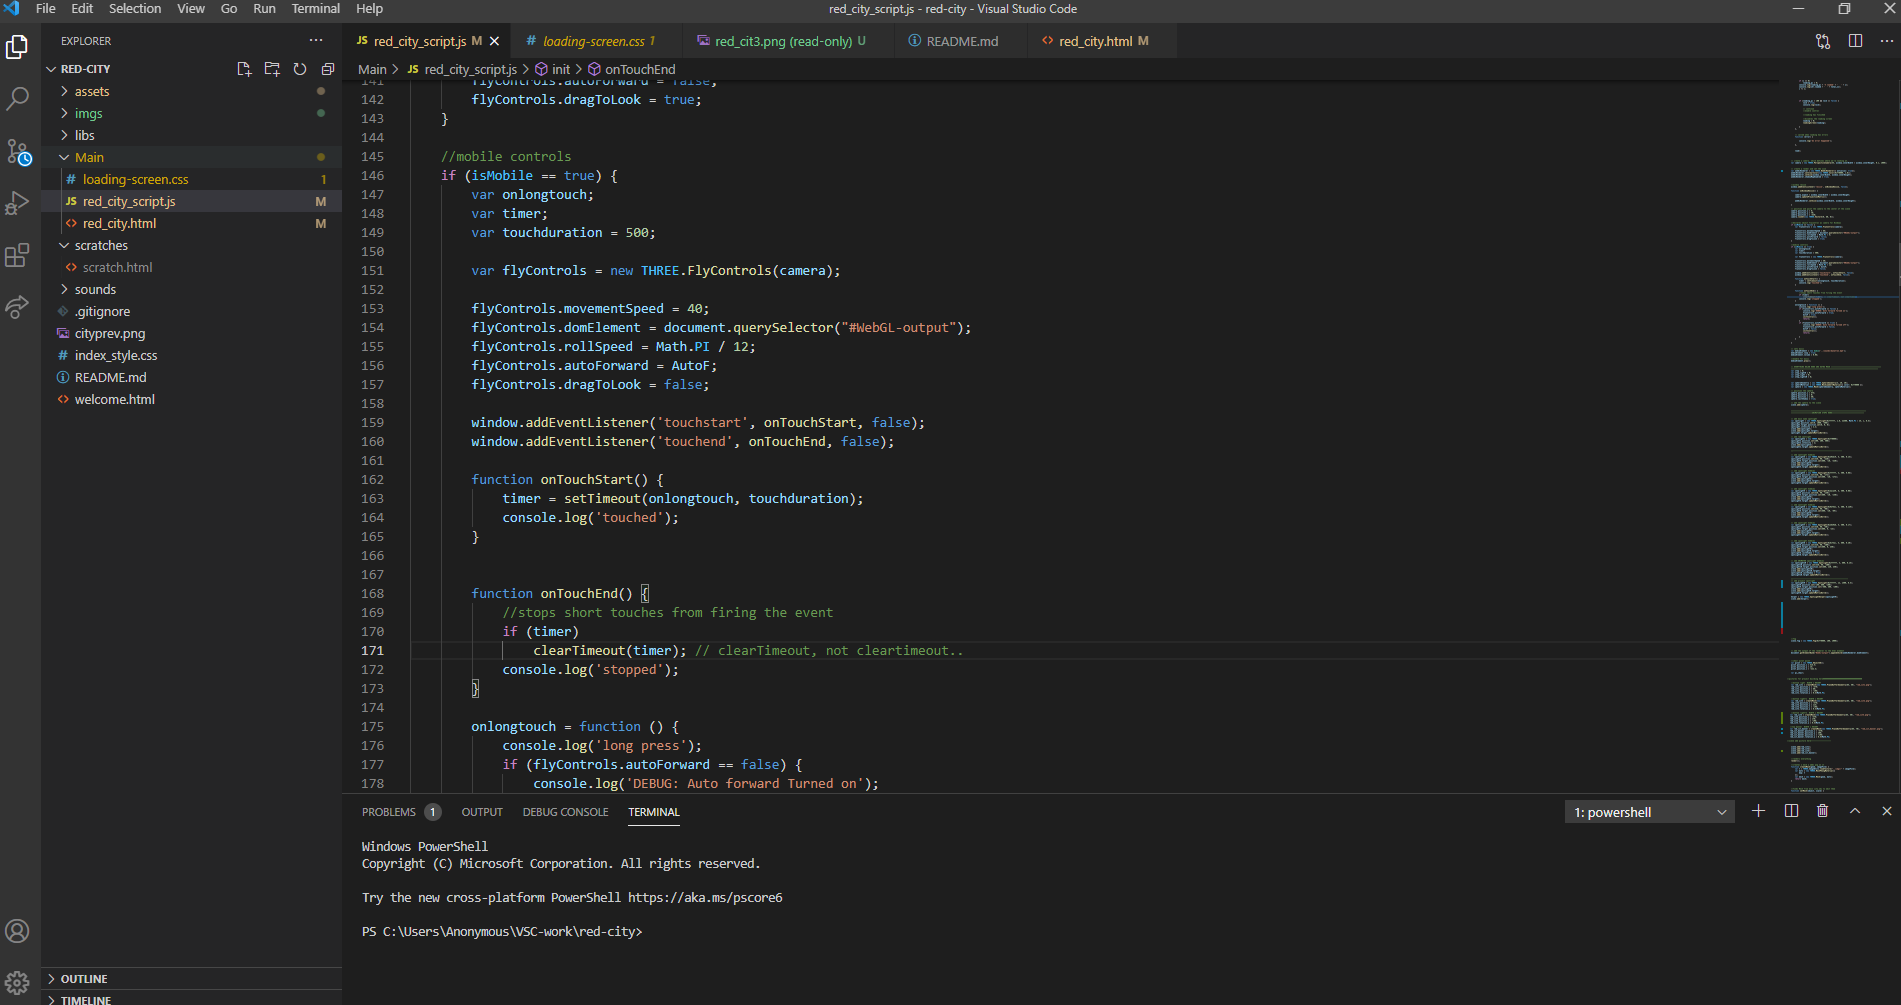 File Edit Selection View Go Run Terminal Help
red_city_script.js - red-city - Visual Studio Code
EXPLORER
RED-CITY
assets
imgs
libs
Main
loading-screen.css 1
red_city_script.js M
red_city.html M
scratches
scratch.html
sounds
.gitignore
cityprev.png
index_style.css
README.md
welcome.html
OUTLINE
TIMELINE
JS red_city_script.js M
# loading-screen.css 1
red_cit3.png (read-only) U
README.md
red_city.html M
Main > JS red_city_script.js > init > onTouchEnd
141 flyControls.autoForward = false;
142 flyControls.dragToLook = true;
143 }
144
145 //mobile controls
146 if (isMobile == true) {
147 var onlongtouch;
148 var timer;
149 var touchduration = 500;
150
151 var flyControls = new THREE.FlyControls(camera);
152
153 flyControls.movementSpeed = 40;
154 flyControls.domElement = document.querySelector("#WebGL-output");
155 flyControls.rollSpeed = Math.PI / 12;
156 flyControls.autoForward = AutoF;
157 flyControls.dragToLook = false;
158
159 window.addEventListener('touchstart', onTouchStart, false);
160 window.addEventListener('touchend', onTouchEnd, false);
161
162 function onTouchStart() {
163 timer = setTimeout(onlongtouch, touchduration);
164 console.log('touched');
165 }
166
167
168 function onTouchEnd() {
169 //stops short touches from firing the event
170 if (timer)
171 clearTimeout(timer); // clearTimeout, not cleartimeout..
172 console.log('stopped');
173 }
174
175 onlongtouch = function () {
176 console.log('long press');
177 if (flyControls.autoForward == false) {
178 console.log('DEBUG: Auto forward Turned on');
PROBLEMS 1 OUTPUT DEBUG CONSOLE TERMINAL
1: powershell
Windows PowerShell
Copyright (C) Microsoft Corporation. All rights reserved.
Try the new cross-platform PowerShell https://aka.ms/pscore6
PS C:\Users\Anonymous\VSC-work\red-city>